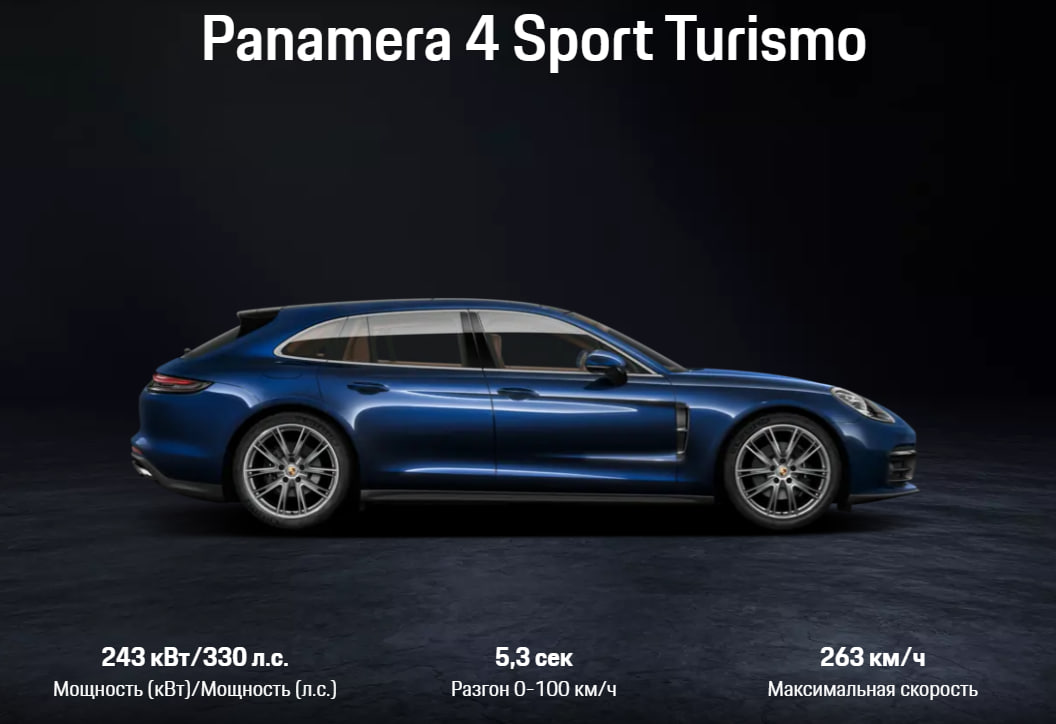 Panamera 4 Sport Turismo
243 кВт/330 л.с.
Мощность (кВт)/Мощность (л.с.)
5,3 сек
Разгон 0-100 км/ч
263 км/ч
Максимальная скорость